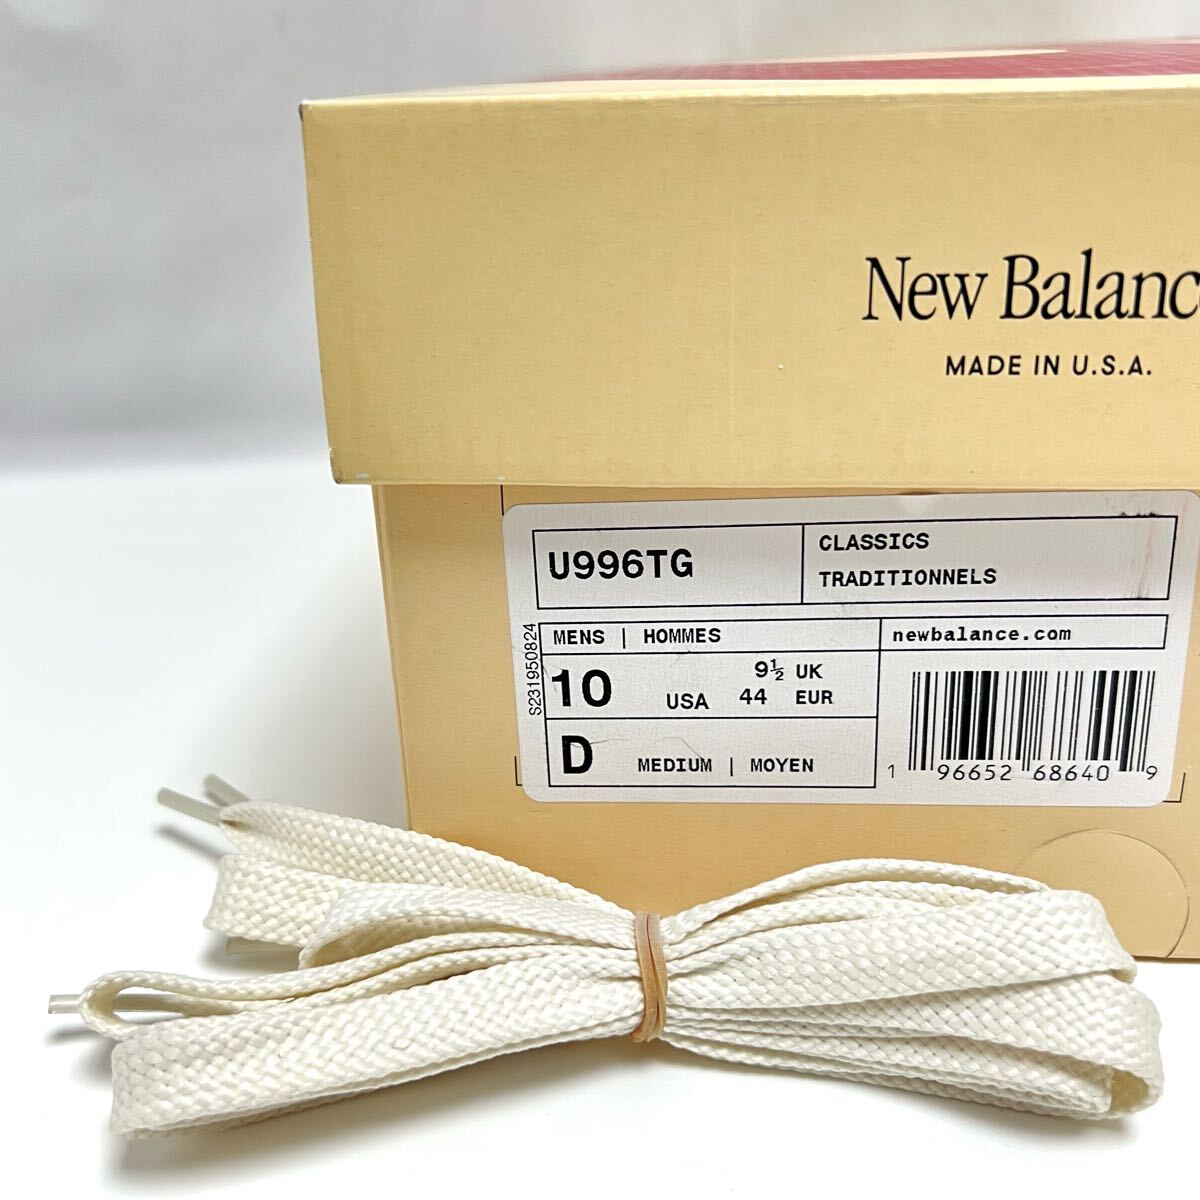 New Balanc
MADE IN U.S.A.
U996TG
CLASSICS
TRADITIONNELS
S231950824
MENS | HOMMES
newbalance.com
10 USA 9½ UK
44 EUR
D MEDIUM | MOYEN
1 96652 68640 9